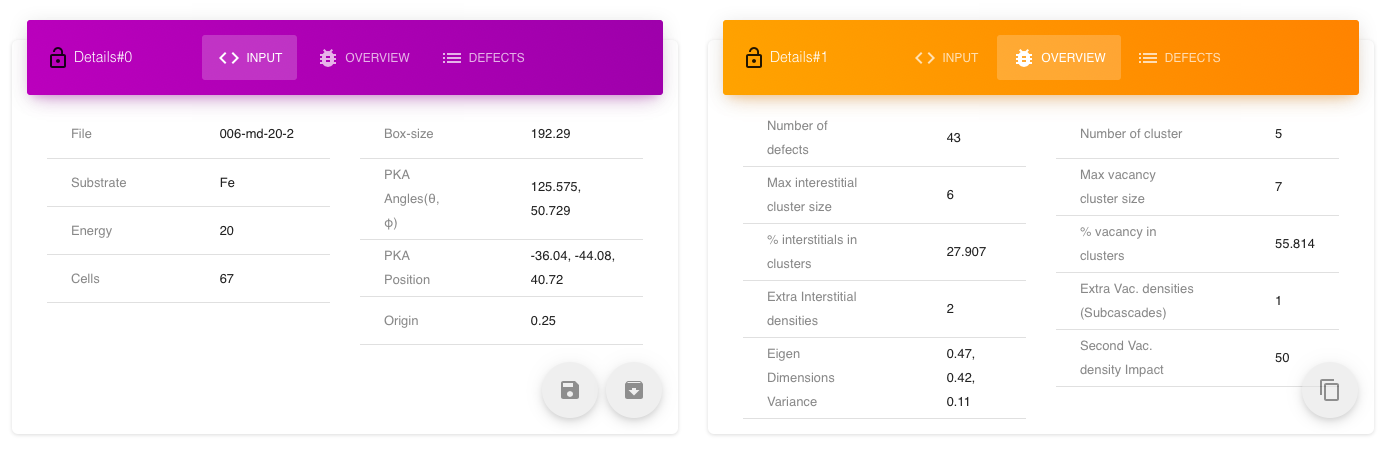 Details#0
INPUT
OVERVIEW
DEFECTS
File
006-md-20-2
Substrate
Fe
Energy
20
Cells
67
Box-size
192.29
PKA
Angles(θ,
φ)
125.575,
50.729
PKA
Position
-36.04, -44.08,
40.72
Origin
0.25
Details#1
INPUT
OVERVIEW
DEFECTS
Number of
defects
43
Max interestitial
cluster size
6
% interstitials in
clusters
27.907
Extra Interstitial
densities
2
Eigen
Dimensions
Variance
0.47,
0.42,
0.11
Number of cluster
5
Max vacancy
cluster size
7
% vacancy in
clusters
55.814
Extra Vac. densities
(Subcascades)
1
Second Vac.
density Impact
50